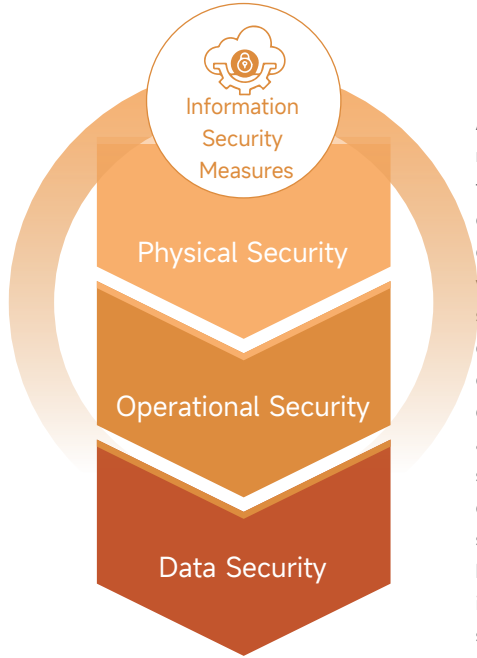 Information
Security
Measures
Physical Security
Operational Security
Data Security